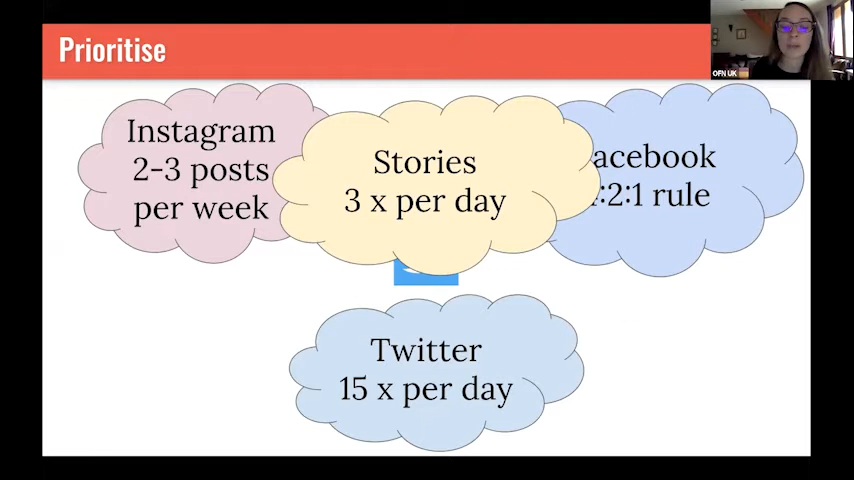 Prioritise
OFN UK
Instagram
2-3 posts
per week
Stories
3 x per day
acebook
:2:1 rule
Twitter
15 x per day